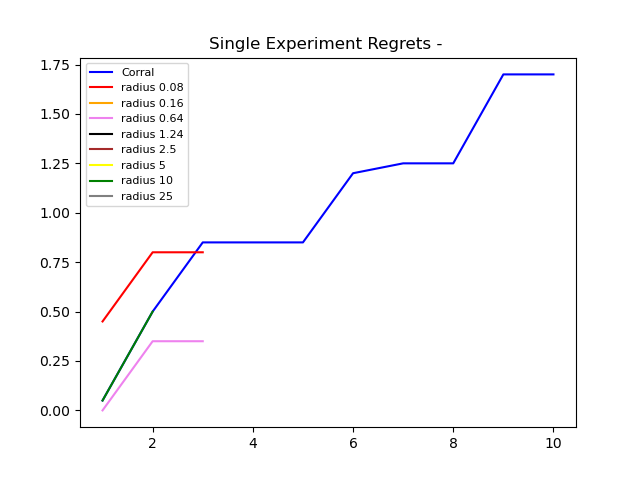 Single Experiment Regrets -
1.75
1.50
1.25
1.00
0.75
0.50
0.25
0.00
Corral
radius 0.08
radius 0.16
radius 0.64
radius 1.24
radius 2.5
radius 5
radius 10
radius 25
2 4 6 8 10